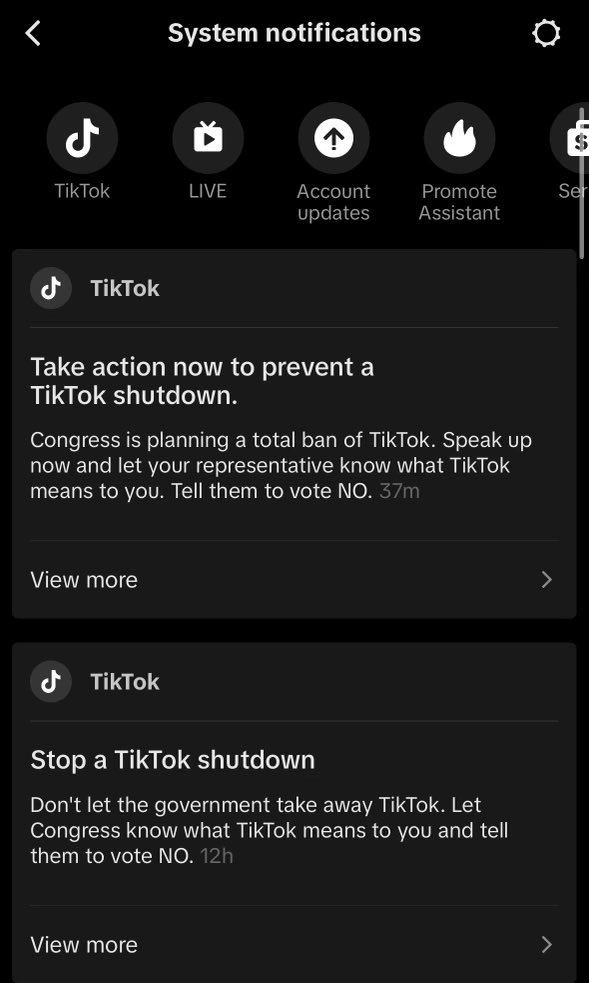 System notifications
TikTok
LIVE
Account
updates
Promote
Assistant
$
Ser
TikTok
Take action now to prevent a
TikTok shutdown.
Congress is planning a total ban of TikTok. Speak up
now and let your representative know what TikTok
means to you. Tell them to vote NO. 37m
View more
TikTok
Stop a TikTok shutdown
Don't let the government take away TikTok. Let
Congress know what TikTok means to you and tell
them to vote NO. 12h
View more